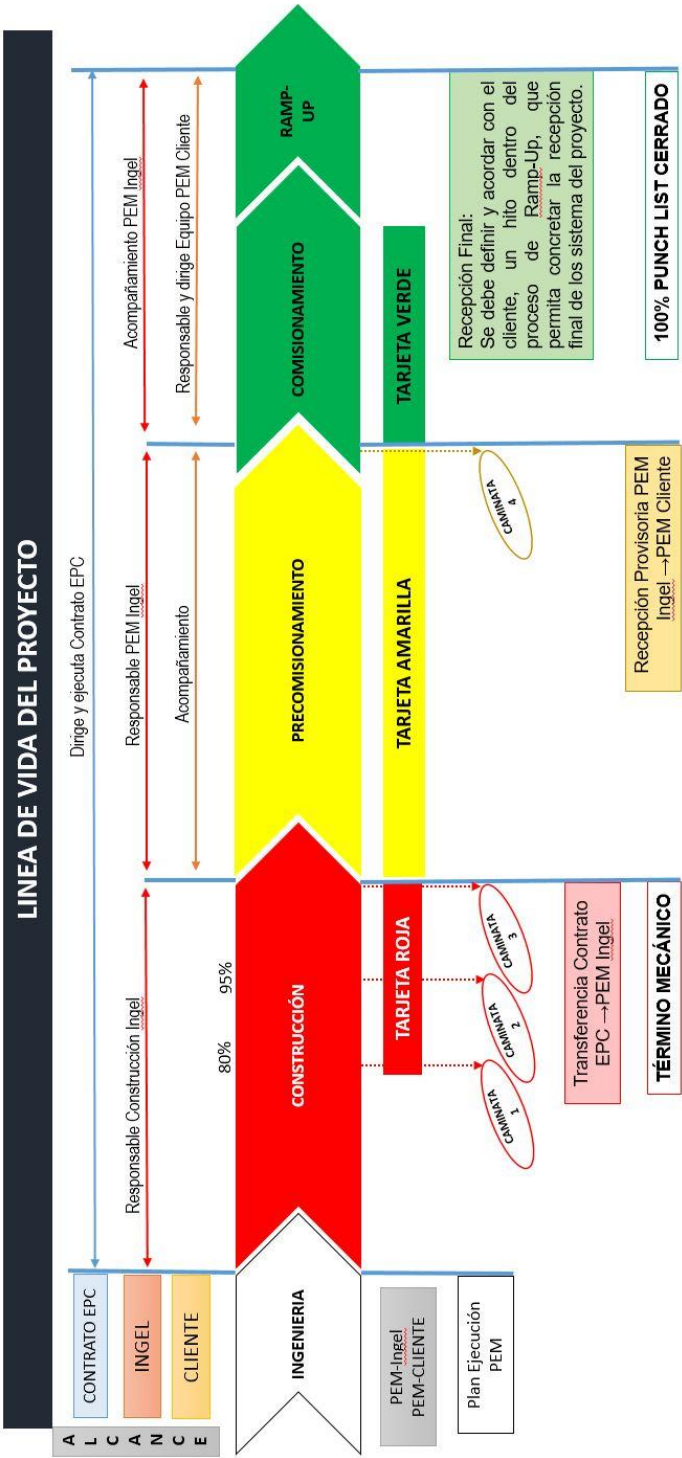 LINEA DE VIDA DEL PROYECTO
ALCANCE
CONTRATO EPC
Dirige y ejecuta Contrato EPC
INGEL
Responsable Construcción Ingel
Responsable PEM Ingel
Acompañamiento PEM Ingel
CLIENTE
Acompañamiento
Responsable y dirige Equipo PEM Cliente
80%
95%
INGENIERIA
CONSTRUCCIÓN
PRECOMISIONAMIENTO
COMISIONAMIENTO
RAMP-
UP
PEM-Ingel
PEM-CLIENTE
TARJETA ROJA
TARJETA AMARILLA
TARJETA VERDE
Plan Ejecución
PEM
CAMINATA
1
CAMINATA
2
CAMINATA
3
CAMINATA
4
Recepción Final:
Se debe definir y acordar con el
cliente, un hito dentro del
proceso de Ramp-Up, que
permita concretar la recepción
final de los sistema del proyecto.
Transferencia Contrato
EPC →PEM Ingel
Recepción Provisoria PEM
Ingel →PEM Cliente
TÉRMINO MECÁNICO
100% PUNCH LIST CERRADO